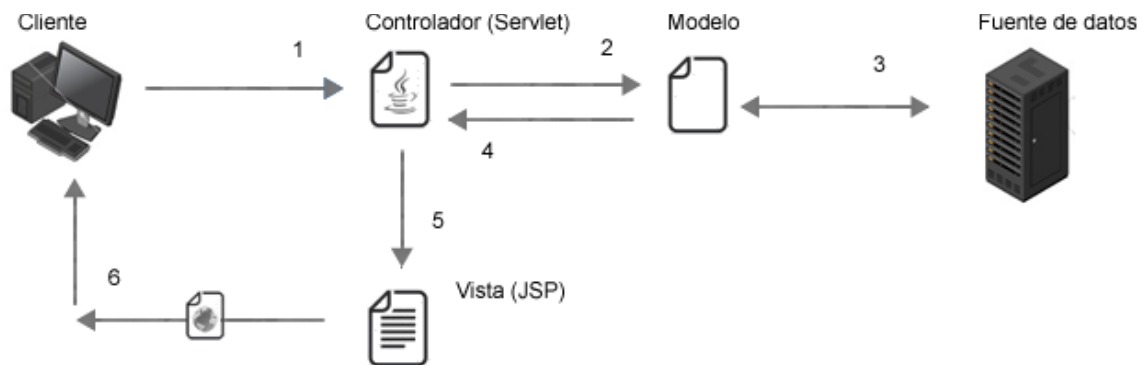 Cliente
Controlador (Servlet)
Modelo
Fuente de datos
1
2
3
4
5
6
Vista (JSP)